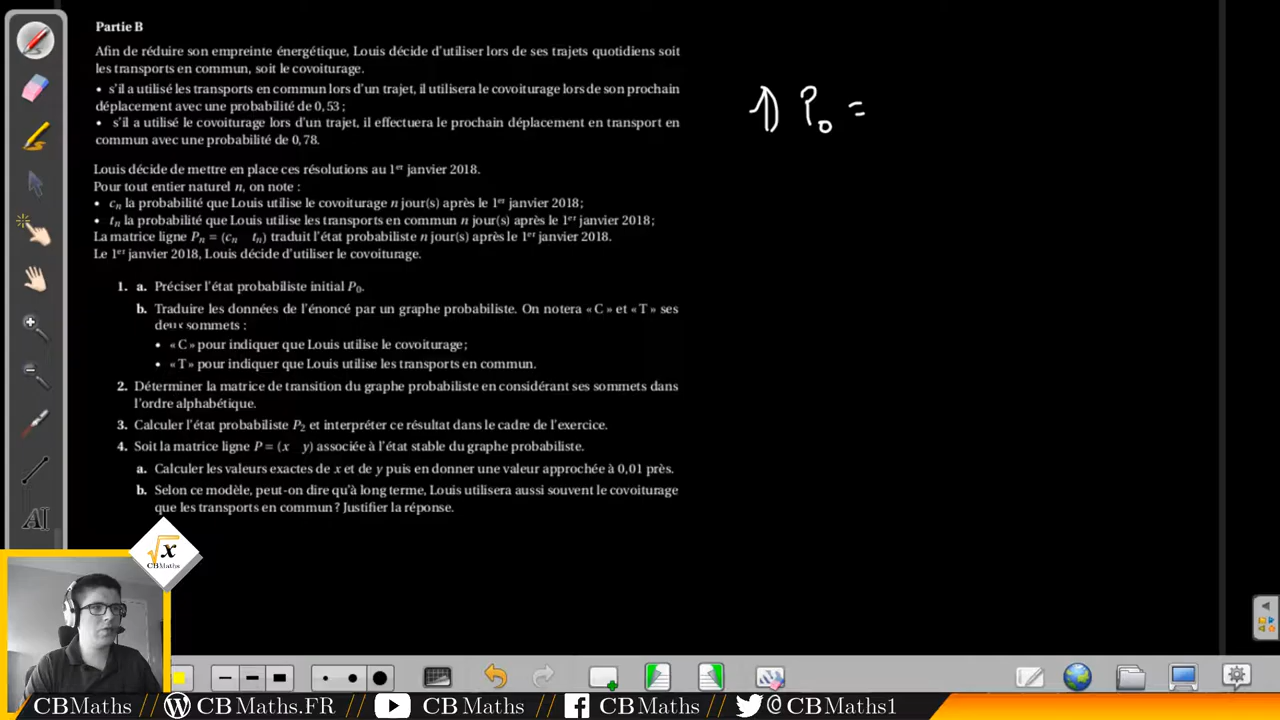 Partie B
Afin de réduire son empreinte énergétique, Louis décide d'utiliser lors de ses trajets quotidiens soit
les transports en commun, soit le covoiturage.
• s'il a utilisé les transports en commun lors d'un trajet, il utilisera le covoiturage lors de son prochain
déplacement avec une probabilité de 0,53 ;
• s'il a utilisé le covoiturage lors d'un trajet, il effectuera le prochain déplacement en transport en
commun avec une probabilité de 0,78.
Louis décide de mettre en place ces résolutions au 1er janvier 2018.
Pour tout entier naturel n, on note :
• cn la probabilité que Louis utilise le covoiturage n jour(s) après le 1er janvier 2018 ;
• tn la probabilité que Louis utilise les transports en commun n jour(s) après le 1er janvier 2018 ;
La matrice ligne Pn = (cn tn) traduit l'état probabiliste n jour(s) après le 1er janvier 2018.
Le 1er janvier 2018, Louis décide d'utiliser le covoiturage.
1. a. Préciser l'état probabiliste initial P0.
b. Traduire les données de l'énoncé par un graphe probabiliste. On notera « C » et « T » ses
deux sommets :
• « C » pour indiquer que Louis utilise le covoiturage ;
• « T » pour indiquer que Louis utilise les transports en commun.
2. Déterminer la matrice de transition du graphe probabiliste en considérant ses sommets dans
l'ordre alphabétique.
3. Calculer l'état probabiliste P2 et interpréter ce résultat dans le cadre de l'exercice.
4. Soit la matrice ligne P = (x y) associée à l'état stable du graphe probabiliste.
a. Calculer les valeurs exactes de x et de y puis en donner une valeur approchée à 0,01 près.
b. Selon ce modèle, peut-on dire qu'à long terme, Louis utilisera aussi souvent le covoiturage
que les transports en commun ? Justifier la réponse.
1) P0 =
AI
√x
CBMaths
CBMaths CB Maths.FR CB Maths CB Maths @CBMaths1